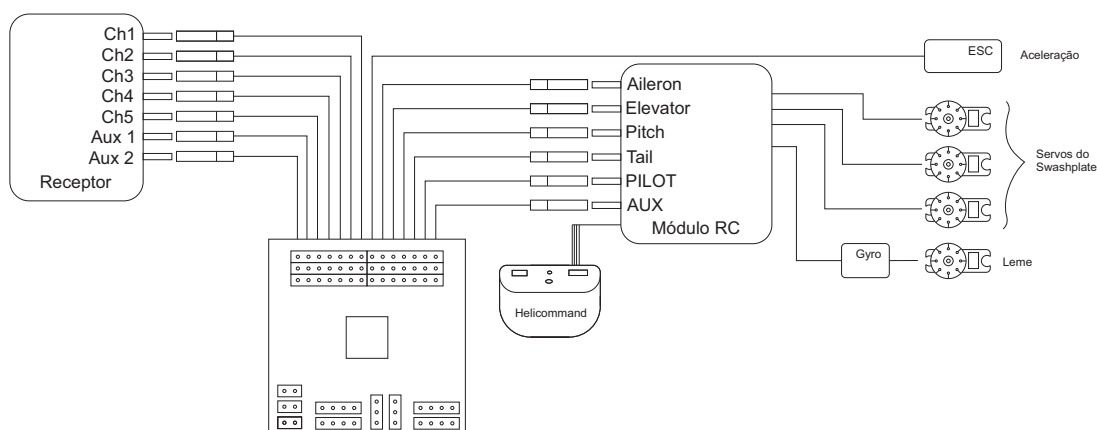 Ch1
Ch2
Ch3
Ch4
Ch5
Aux 1
Aux 2
Receptor
Aileron
Elevator
Pitch
Tail
PILOT
AUX
Módulo RC
ESC
Aceleração
Servos do
Swashplate
Gyro
Leme
Helicommand